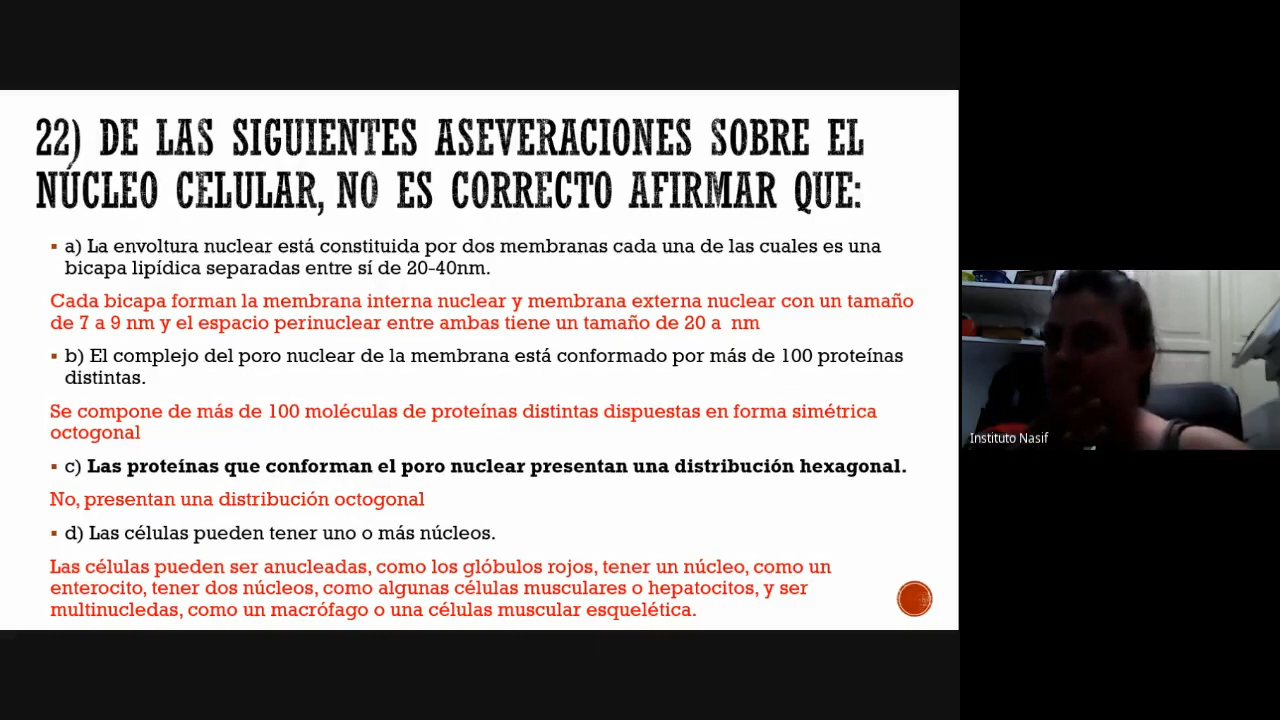 22) DE LAS SIGUIENTES ASEVERACIONES SOBRE EL
NÚCLEO CELULAR, NO ES CORRECTO AFIRMAR QUE:
▪ a) La envoltura nuclear está constituida por dos membranas cada una de las cuales es una
bicapa lipídica separadas entre sí de 20-40nm.
Cada bicapa forman la membrana interna nuclear y membrana externa nuclear con un tamaño
de 7 a 9 nm y el espacio perinuclear entre ambas tiene un tamaño de 20 a nm
▪ b) El complejo del poro nuclear de la membrana está conformado por más de 100 proteínas
distintas.
Se compone de más de 100 moléculas de proteínas distintas dispuestas en forma simétrica
octogonal
▪ c) Las proteínas que conforman el poro nuclear presentan una distribución hexagonal.
No, presentan una distribución octogonal
▪ d) Las células pueden tener uno o más núcleos.
Las células pueden ser anucleadas, como los glóbulos rojos, tener un núcleo, como un
enterocito, tener dos núcleos, como algunas células musculares o hepatocitos, y ser
multinucledas, como un macrófago o una células muscular esquelética.
Instituto Nasif